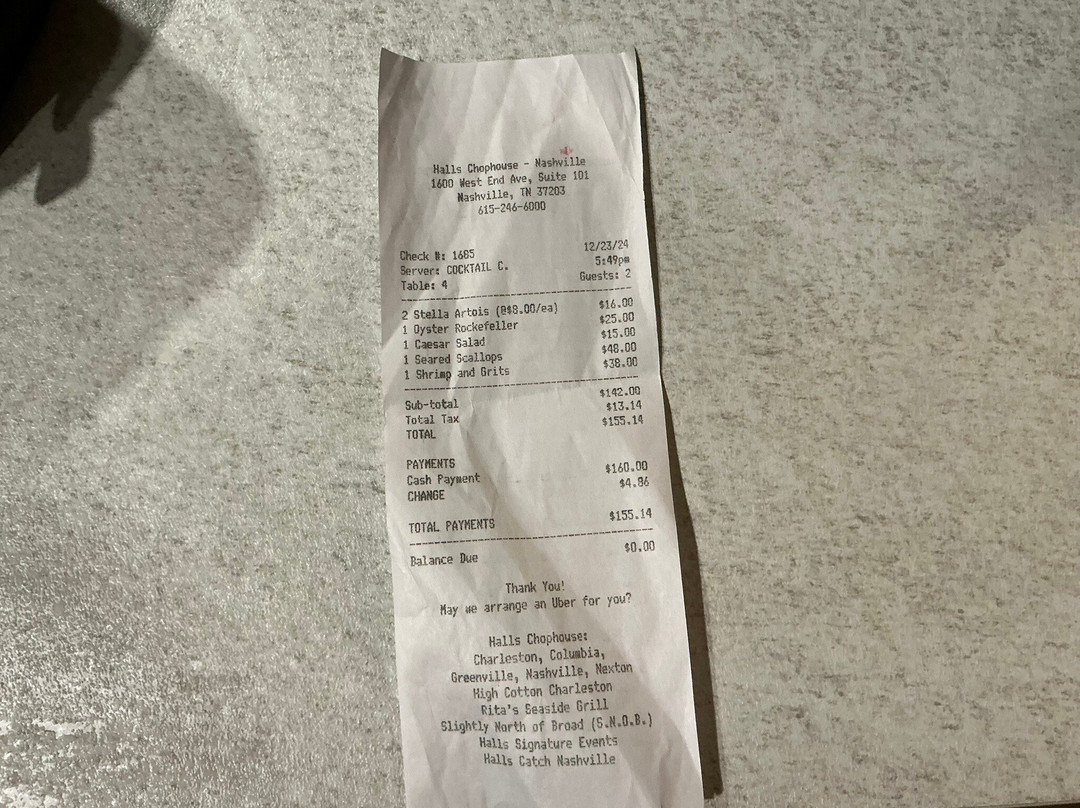 Halls Chophouse - Nashville
1600 West End Ave, Suite 101
Nashville, TN 37203
615-246-6000
Check #: 1685 12/23/24
Server: COCKTAIL C. 5:49pm
Table: 4 Guests: 2
2 Stella Artois (@$8.00/ea) $16.00
1 Oyster Rockefeller $25.00
1 Caesar Salad $15.00
1 Seared Scallops $48.00
1 Shrimp and Grits $38.00
Sub-total $142.00
Total Tax $13.14
TOTAL $155.14
PAYMENTS
Cash Payment $160.00
CHANGE $4.86
TOTAL PAYMENTS $155.14
Balance Due $0.00
Thank You!
May we arrange an Uber for you?
Halls Chophouse:
Charleston, Columbia,
Greenville, Nashville, Nexton
High Cotton Charleston
Rita's Seaside Grill
Slightly North of Broad (S.N.O.B.)
Halls Signature Events
Halls Catch Nashville